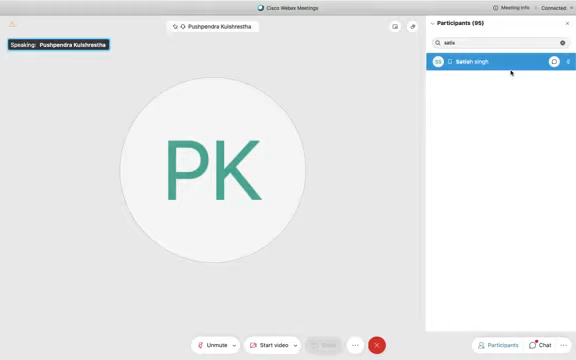 Cisco Webex Meetings
Meeting info
Connected
Pushpendra Kulshrestha
Speaking: Pushpendra Kulshrestha
PK
Participants (95)
satis
SS
Satish singh
Unmute
Start video
Participants
Chat